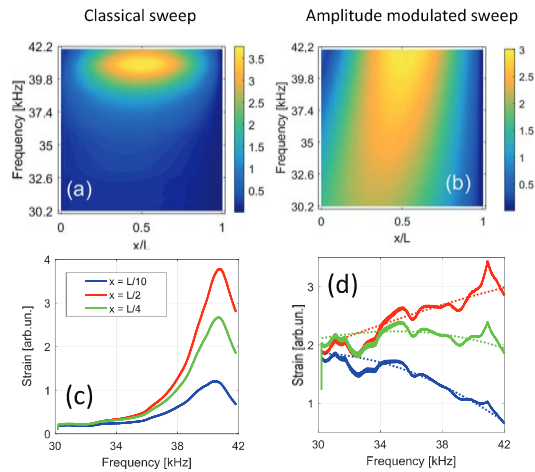 Classical sweep
Amplitude modulated sweep
42.2
39.8
37.4
35
32.6
30.2
Frequency [kHz]
(a)
0
0.5
1
x/L
3.5
3
2.5
2
1.5
1
0.5
42.2
39.8
37.4
35
32.6
30.2
Frequency [kHz]
(b)
0
0.5
1
x/L
3
2.5
2
1.5
1
0.5
4
3
2
1
0
Strain [arb.un.]
x = L/10
x = L/2
x = L/4
(c)
30
34
38
42
Frequency [kHz]
3
2
1
Strain [arb.un.]
(d)
30
34
38
42
Frequency [kHz]